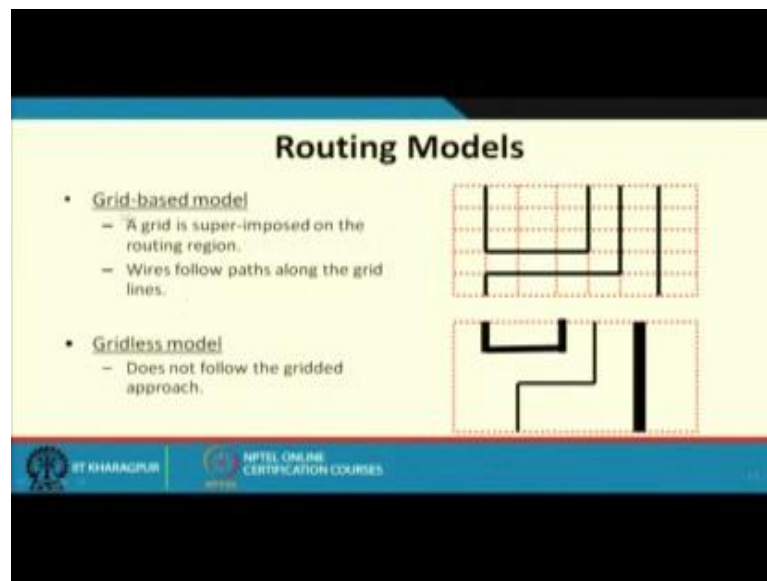 Routing Models
• Grid-based model
– A grid is super-imposed on the
routing region.
– Wires follow paths along the grid
lines.
• Gridless model
– Does not follow the gridded
approach.
IIT KHARAGPUR
NPTEL ONLINE
CERTIFICATION COURSES